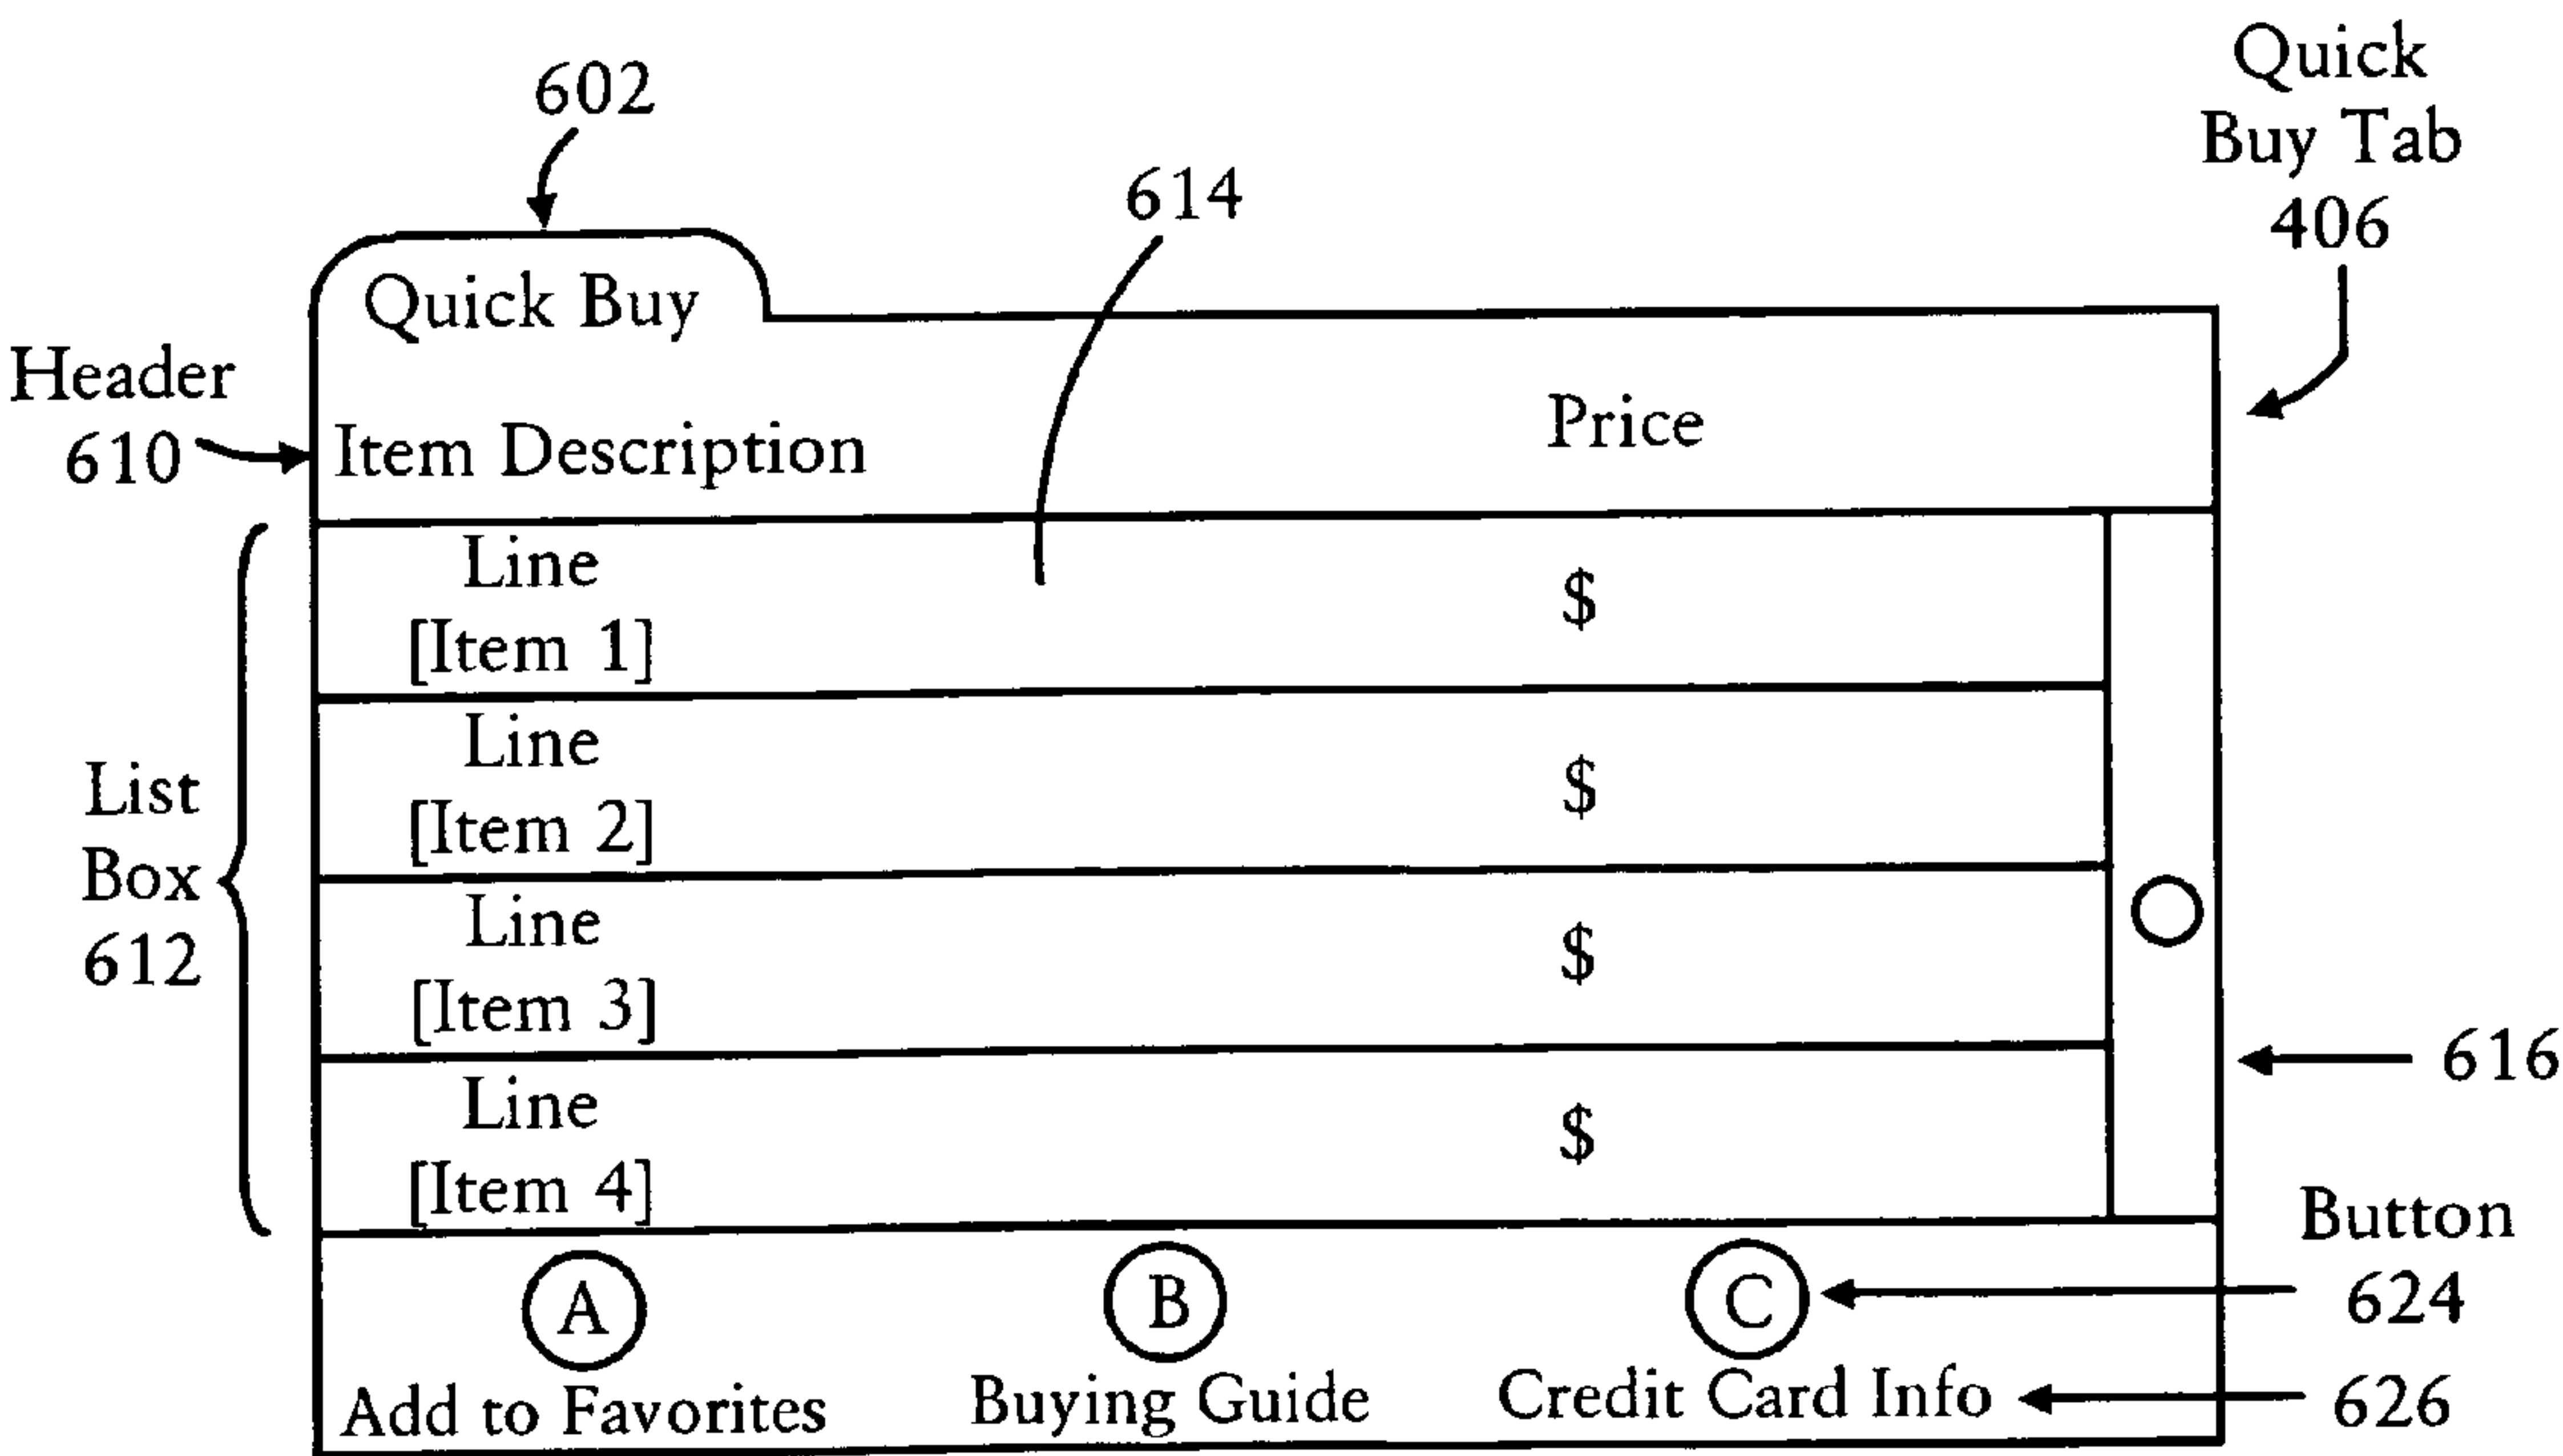 Quick
Buy Tab
406
602
614
Quick Buy
Header
610
Item Description
Price
List
Box
612
Line
[Item 1]
$
Line
[Item 2]
$
Line
[Item 3]
$
Line
[Item 4]
$
616
A
B
C
Button
624
Add to Favorites
Buying Guide
Credit Card Info
626